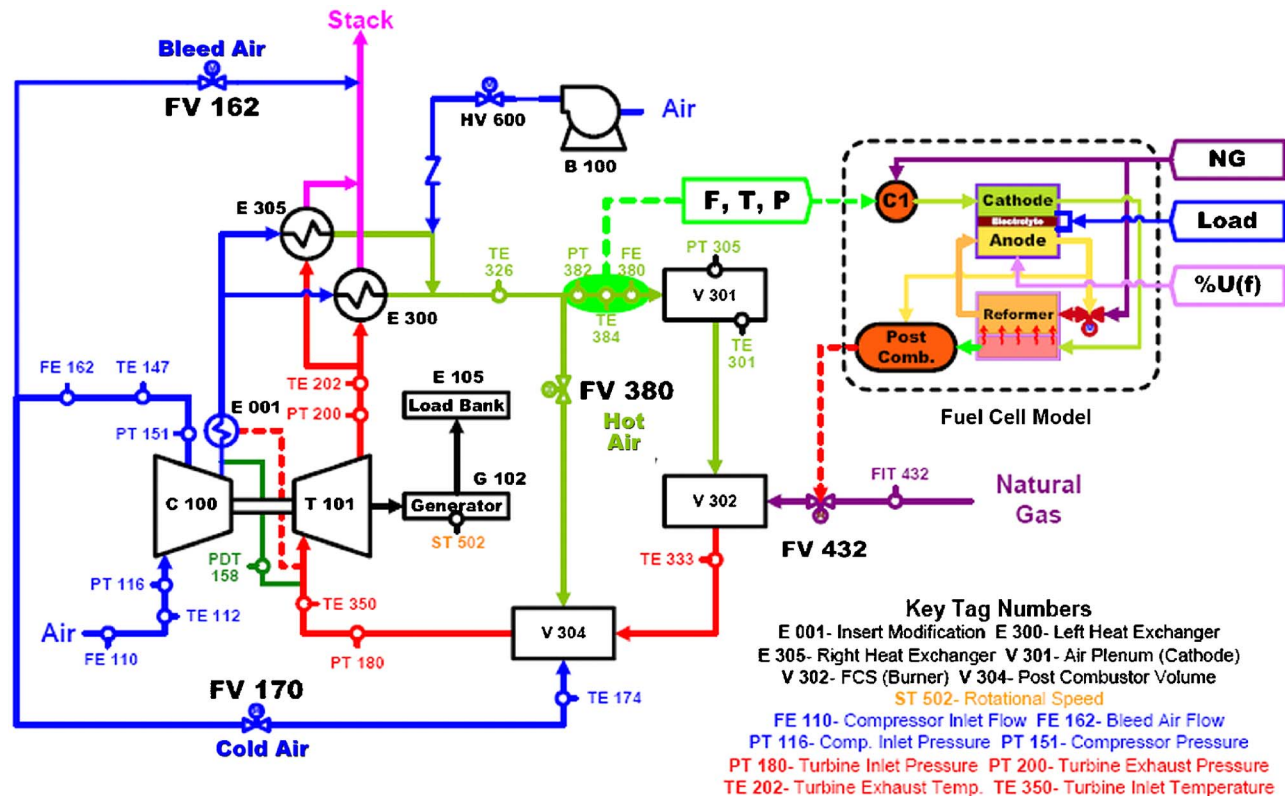 Stack
Bleed Air
FV 162
HV 600
B 100
Air
NG
Load
%U(f)
F, T, P
C1
Cathode
Electrolyte
Anode
Reformer
Post
Comb.
Fuel Cell Model
E 305
E 300
TE
326
PT
382
FE
380
TE
384
PT 305
V 301
TE
301
FE 162
TE 147
PT 151
E 001
TE 202
PT 200
E 105
Load Bank
FV 380
Hot
Air
C 100
T 101
G 102
Generator
ST 502
V 302
FIT 432
Natural
Gas
FV 432
TE 333
PDT
158
PT 116
TE 112
Air
FE 110
TE 350
PT 180
V 304
TE 174
FV 170
Cold Air
Key Tag Numbers
E 001- Insert Modification E 300- Left Heat Exchanger
E 305- Right Heat Exchanger V 301- Air Plenum (Cathode)
V 302- FCS (Burner) V 304- Post Combustor Volume
ST 502- Rotational Speed
FE 110- Compressor Inlet Flow FE 162- Bleed Air Flow
PT 116- Comp. Inlet Pressure PT 151- Compressor Pressure
PT 180- Turbine Inlet Pressure PT 200- Turbine Exhaust Pressure
TE 202- Turbine Exhaust Temp. TE 350- Turbine Inlet Temperature